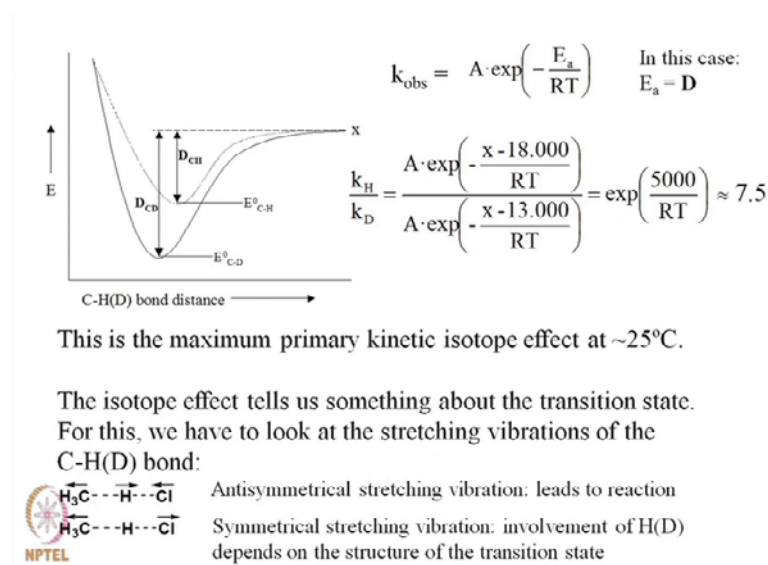 k_obs = A·exp(-E_a/RT)
In this case:
E_a = D
x
D_CH
E
D_CD
E°_C-H
E°_C-D
k_H/k_D = A·exp(-(x-18.000)/RT) / A·exp(-(x-13.000)/RT) = exp(5000/RT) ≈ 7.5
C-H(D) bond distance
This is the maximum primary kinetic isotope effect at ~25°C.
The isotope effect tells us something about the transition state.
For this, we have to look at the stretching vibrations of the
C-H(D) bond:
H₃C---H---Cl Antisymmetrical stretching vibration: leads to reaction
H₃C---H---Cl Symmetrical stretching vibration: involvement of H(D)
depends on the structure of the transition state
NPTEL